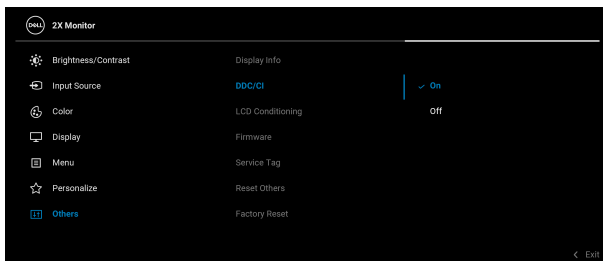 DELL 2X Monitor
Brightness/Contrast Display Info
Input Source DDC/CI On
Color LCD Conditioning Off
Display Firmware
Menu Service Tag
Personalize Reset Others
Others Factory Reset
Exit